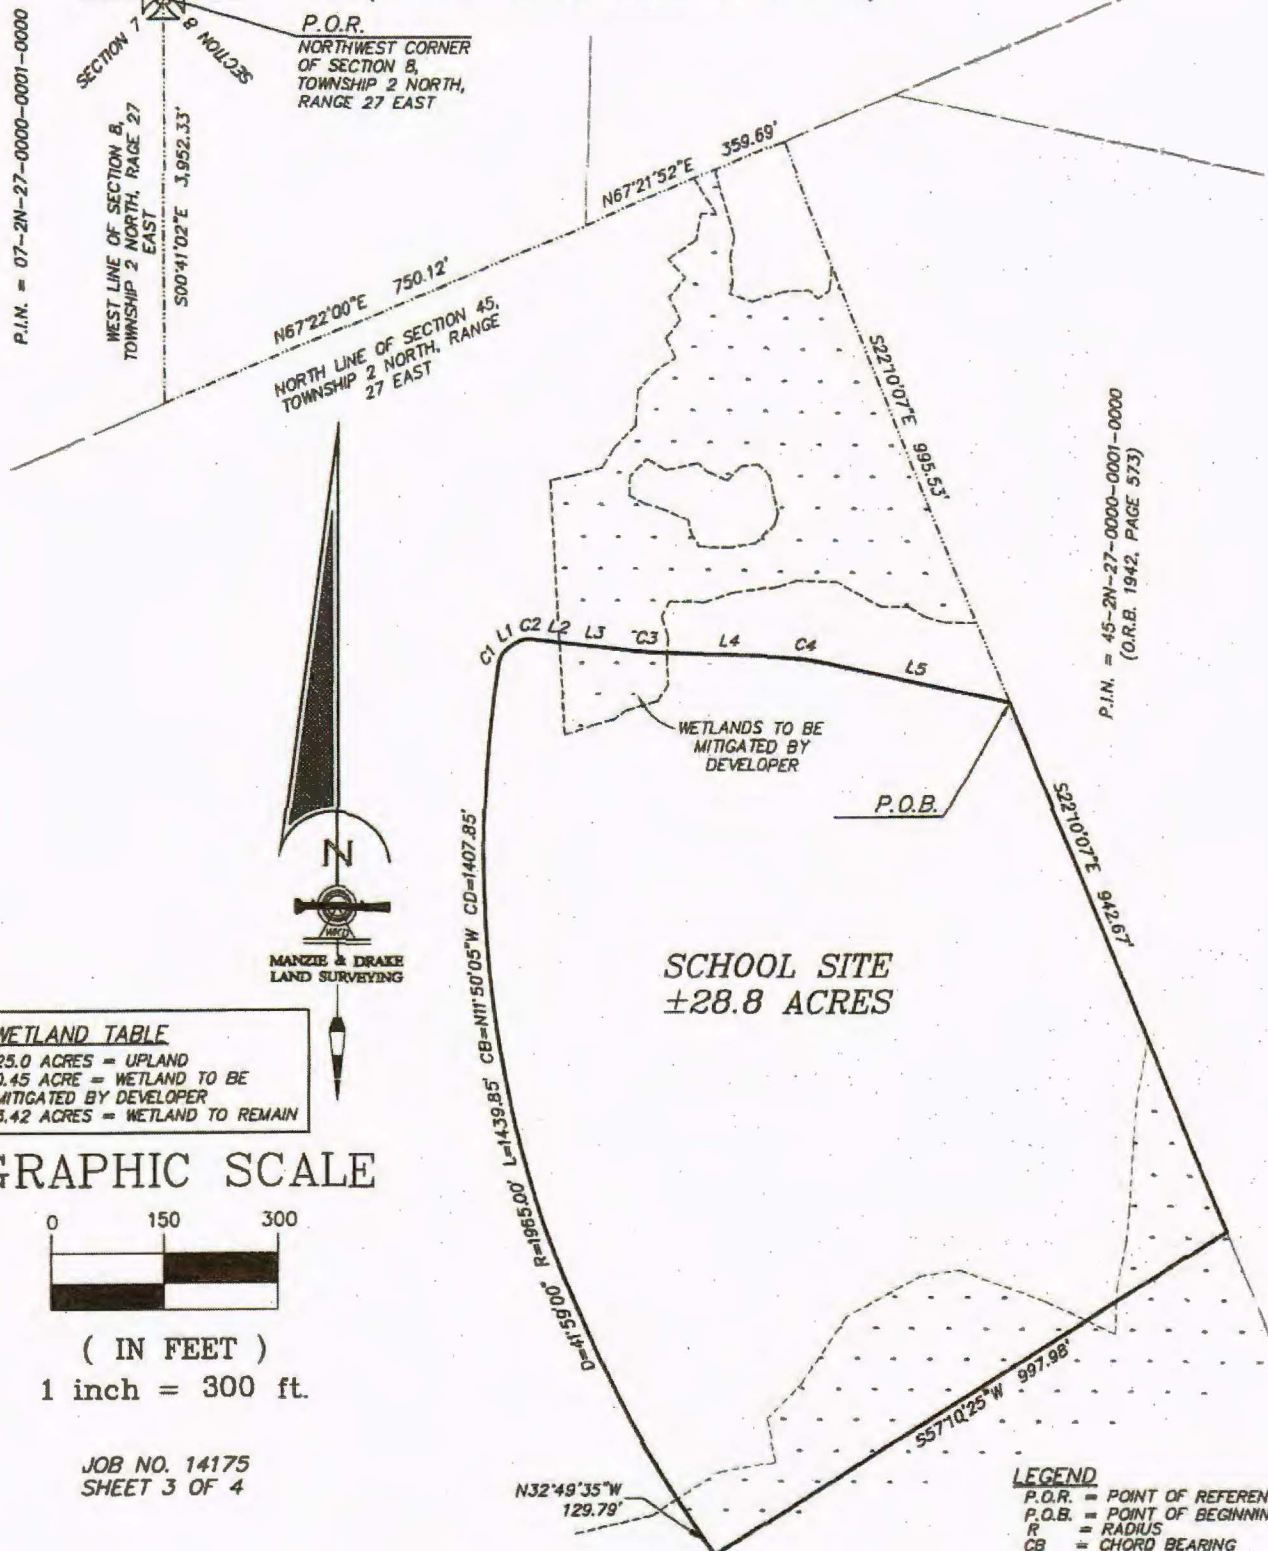 P.I.N. = 07-2N-27-0000-0001-0000
SECTION 7
8
SECTION
P.O.R.
NORTHWEST CORNER
OF SECTION 8,
TOWNSHIP 2 NORTH,
RANGE 27 EAST
WEST LINE OF SECTION 8,
TOWNSHIP 2 NORTH, RAGE 27
EAST
S00°41'02"E 3,952.33'
N67°22'00"E 750.12'
N67°21'52"E 359.69'
NORTH LINE OF SECTION 45,
TOWNSHIP 2 NORTH, RANGE
27 EAST
S22°10'07"E 995.53'
P.I.N. = 45-2N-27-0000-0001-0000
(O.R.B. 1942, PAGE 573)
C1 L1 C2 L2 L3 C3 L4 C4 L5
WETLANDS TO BE
MITIGATED BY
DEVELOPER
P.O.B.
S22°10'07"E 942.67'
N
MANZIE & DRAKE
LAND SURVEYING
SCHOOL SITE
±28.8 ACRES
D=41°59'00" R=1965.00' L=1439.85' CB=N11°50'05"W CD=1407.85'
WETLAND TABLE
25.0 ACRES = UPLAND
0.45 ACRE = WETLAND TO BE
MITIGATED BY DEVELOPER
3.42 ACRES = WETLAND TO REMAIN
GRAPHIC SCALE
0 150 300
( IN FEET )
1 inch = 300 ft.
JOB NO. 14175
SHEET 3 OF 4
S57°10'25"W 997.98'
N32°49'35"W
129.79'
LEGEND
P.O.R. = POINT OF REFEREN
P.O.B. = POINT OF BEGINNIN
R = RADIUS
CB = CHORD BEARING